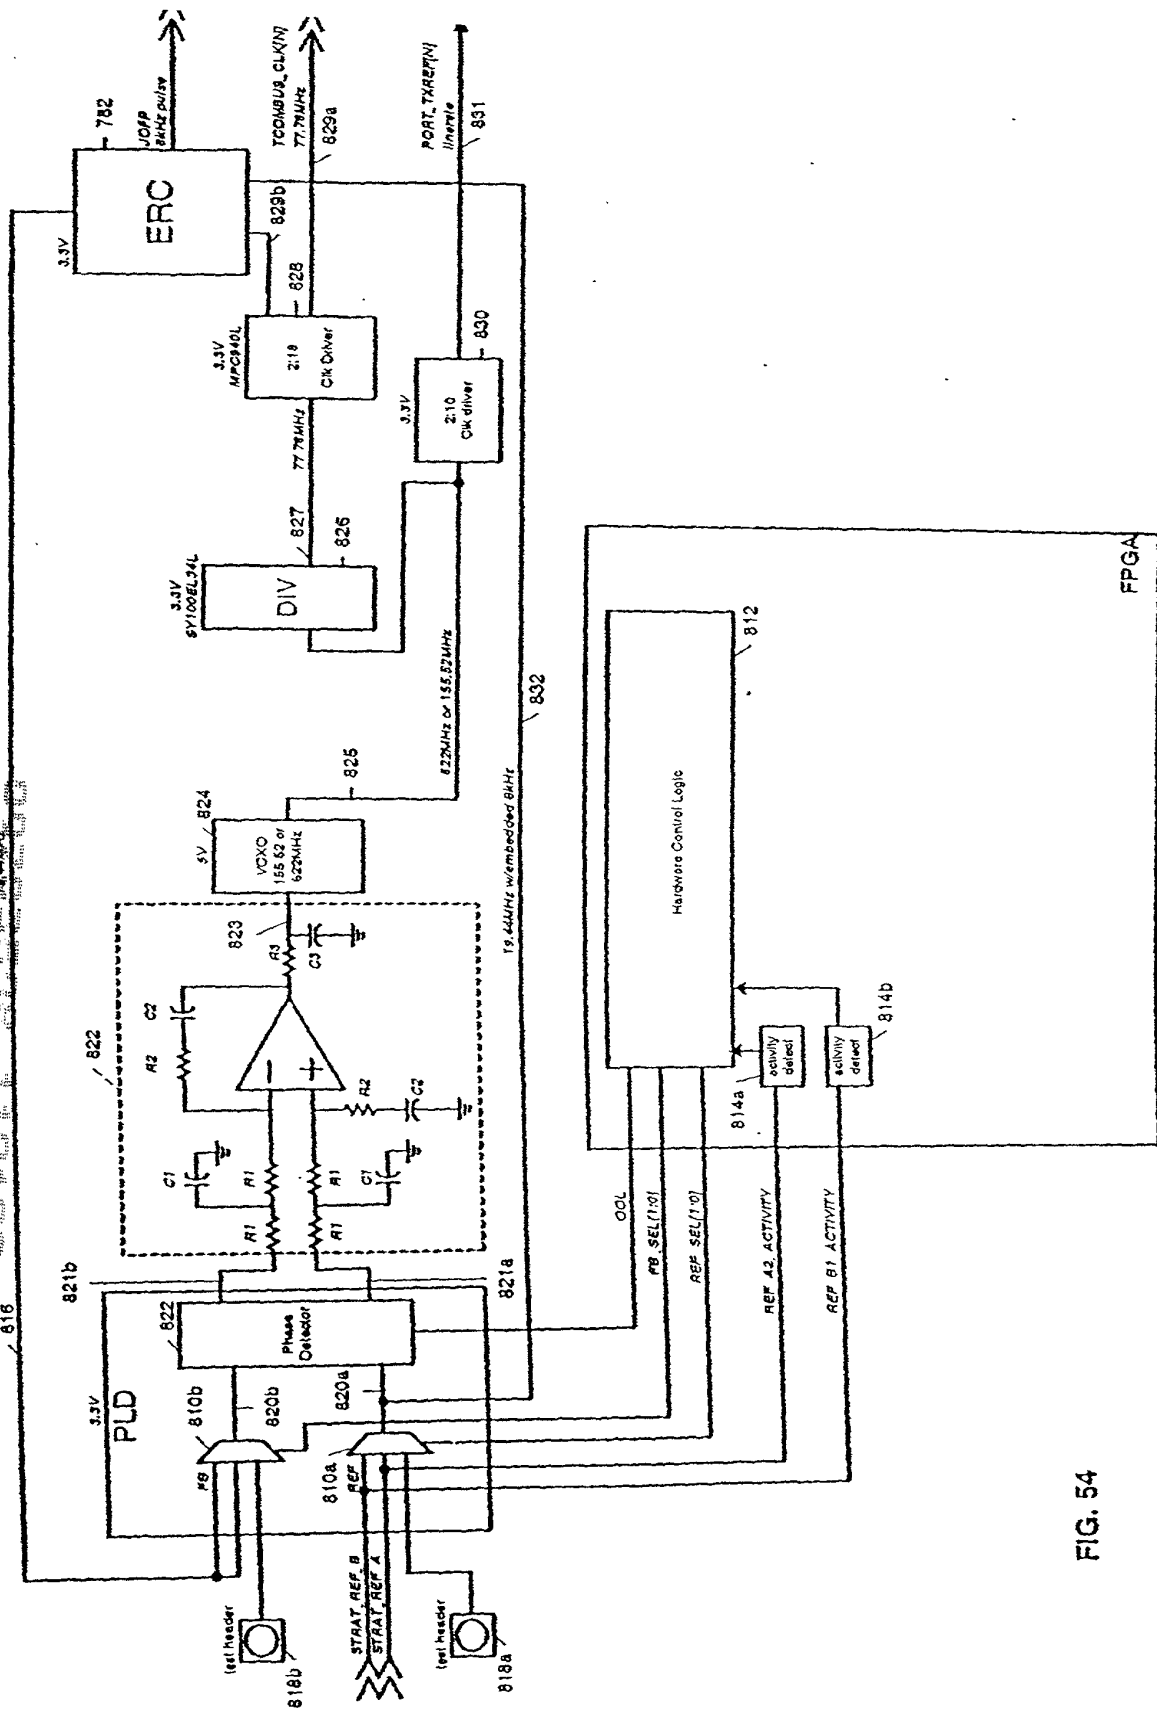 816
3.3V
PLD
810b
FB
820b
822
Phase
Detector
821b
821a
820a
810a
REF
test header
818b
STRAT_REF_B
STRAT_REF_A
test header
818a
822
R1
R1
C1
R1
R1
C1
R2
C2
R2
C2
R3
C3
823
5V
824
VCXO
155.52 or
622MHz
825
622MHz or 155.52MHz
19.44MHz w/embedded 8kHz
832
3.3V
SY100EL34L
DIV
827
826
77.76MHz
3.3V
MPC940L
2:18
Clk Driver
828
829b
3.3V
ERC
782
JOFP
8kHz pulse
TCOMBUS_CLK[N]
77.76MHz
829a
3.3V
2:10
Clk driver
830
PORT_TXREF[N]
linerate
831
OOL
FB_SEL[1:0]
REF SEL[1:0]
REF A2_ACTIVITY
REF B1 ACTIVITY
Hardware Control Logic
812
activity
detect
814a
activity
detect
814b
FPGA
FIG. 54